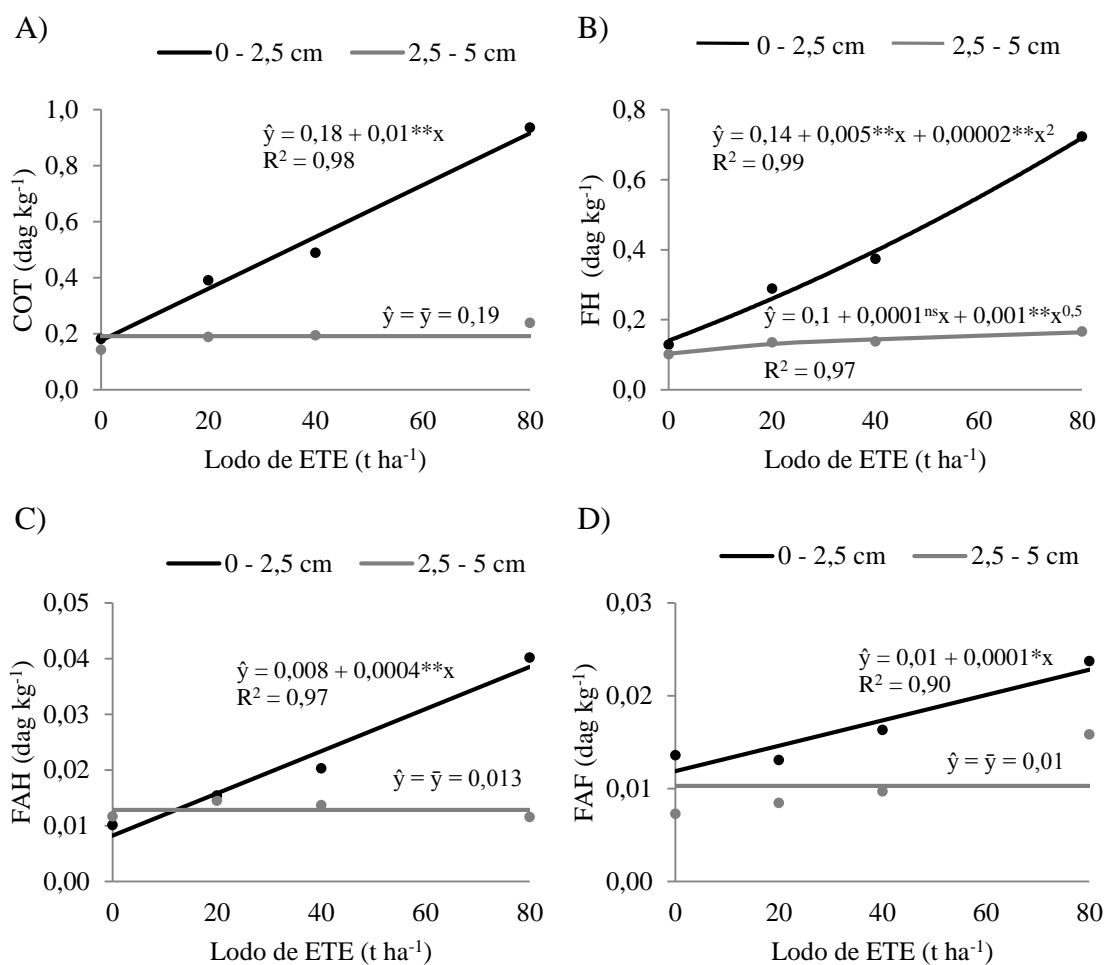 A)
0 - 2,5 cm 2,5 - 5 cm
1,0
0,8
0,6
0,4
0,2
0,0
COT (dag kg⁻¹)
ŷ = 0,18 + 0,01**x
R² = 0,98
ŷ = ȳ = 0,19
0 20 40 60 80
Lodo de ETE (t ha⁻¹)
B)
0 - 2,5 cm 2,5 - 5 cm
0,8
0,6
0,4
0,2
0,0
FH (dag kg⁻¹)
ŷ = 0,14 + 0,005**x + 0,00002**x²
R² = 0,99
ŷ = 0,1 + 0,0001ⁿˢx + 0,001**x⁰,⁵
R² = 0,97
0 20 40 60 80
Lodo de ETE (t ha⁻¹)
C)
0 - 2,5 cm 2,5 - 5 cm
0,05
0,04
0,03
0,02
0,01
0,00
FAH (dag kg⁻¹)
ŷ = 0,008 + 0,0004**x
R² = 0,97
ŷ = ȳ = 0,013
0 20 40 60 80
Lodo de ETE (t ha⁻¹)
D)
0 - 2,5 cm 2,5 - 5 cm
0,03
0,02
0,01
0,00
FAF (dag kg⁻¹)
ŷ = 0,01 + 0,0001*x
R² = 0,90
ŷ = ȳ = 0,01
0 20 40 60 80
Lodo de ETE (t ha⁻¹)